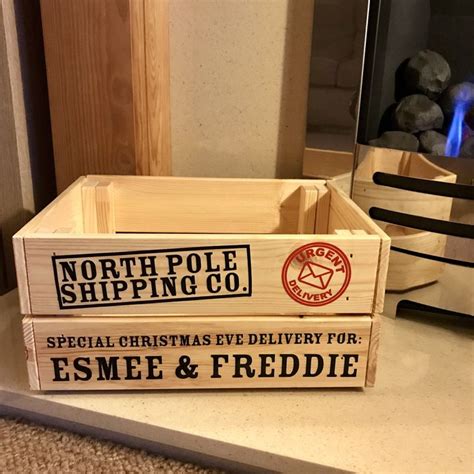 NORTH POLE
SHIPPING CO.
URGENT
DELIVERY
SPECIAL CHRISTMAS EVE DELIVERY FOR:
ESMEE & FREDDIE